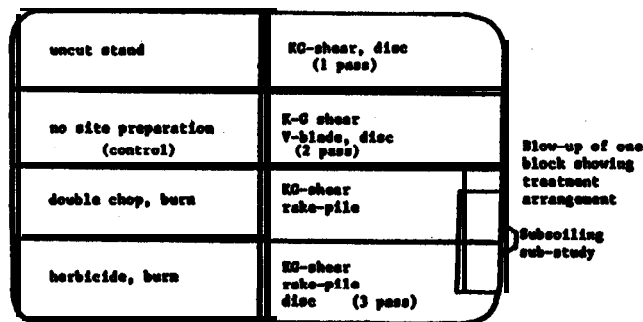 uncut stand
KG-shear, disc
(1 pass)
no site preparation
(control)
K-G shear
V-blade, disc
(2 pass)
double chop, burn
KG-shear
rake-pile
herbicide, burn
KG-shear
rake-pile
disc (3 pass)
Blow-up of one
block showing
treatment
arrangement
Subsoiling
sub-study